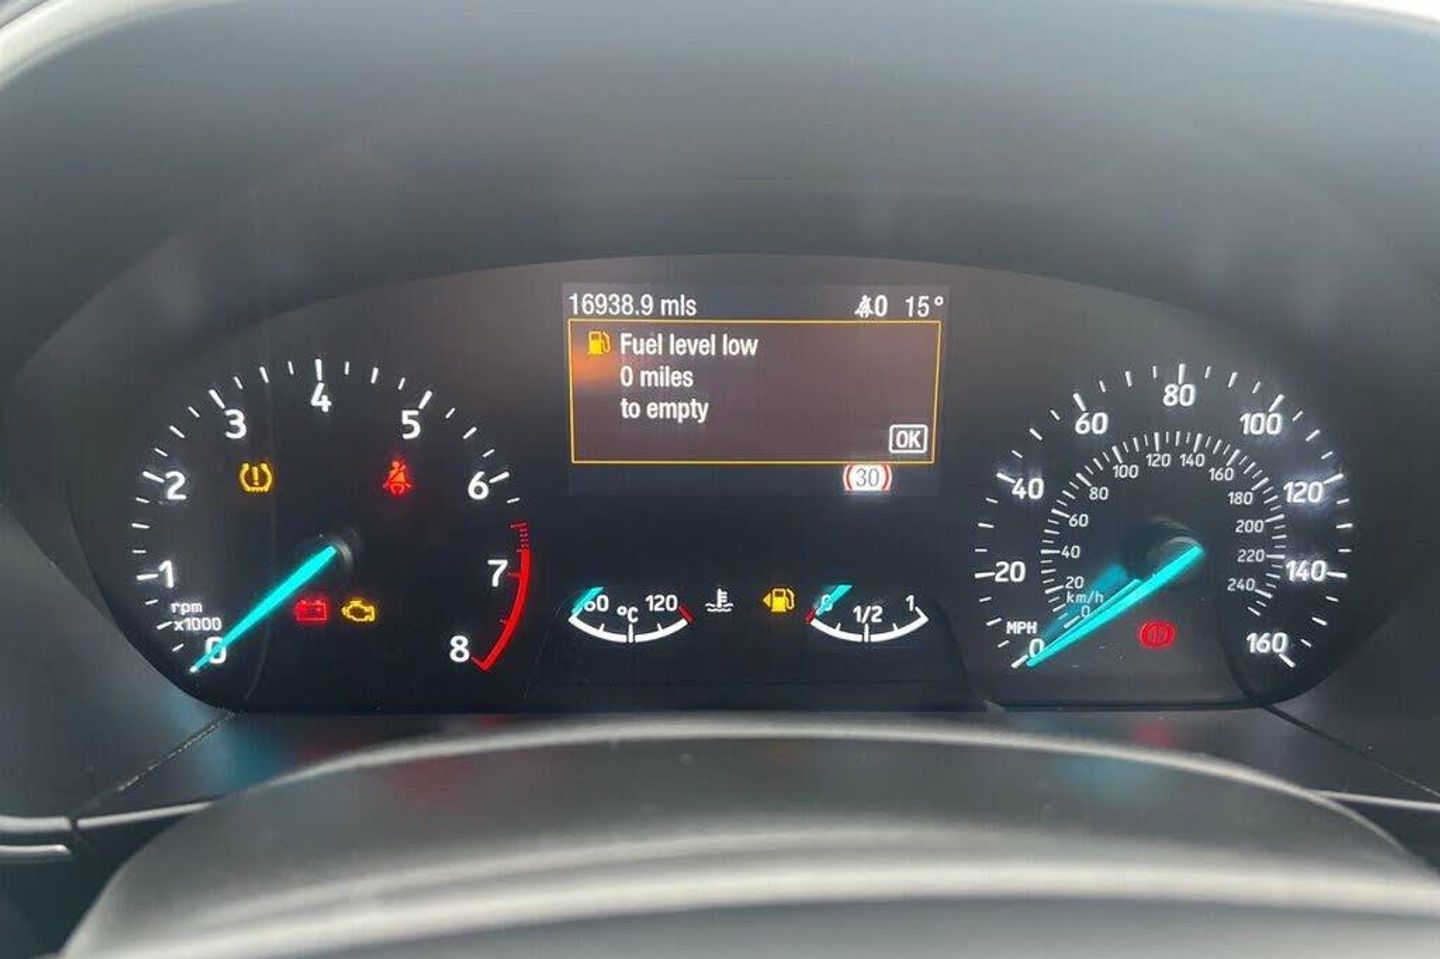 16938.9 mls
0 15°
Fuel level low
0 miles
to empty
OK
30
0 1 2 3 4 5 6 7 8
rpm
x1000
60 °C 120
0 1/2 1
0 20 40 60 80 100 120 140 160
MPH
0 20 40 60 80 100 120 140 160 180 200 220 240
km/h